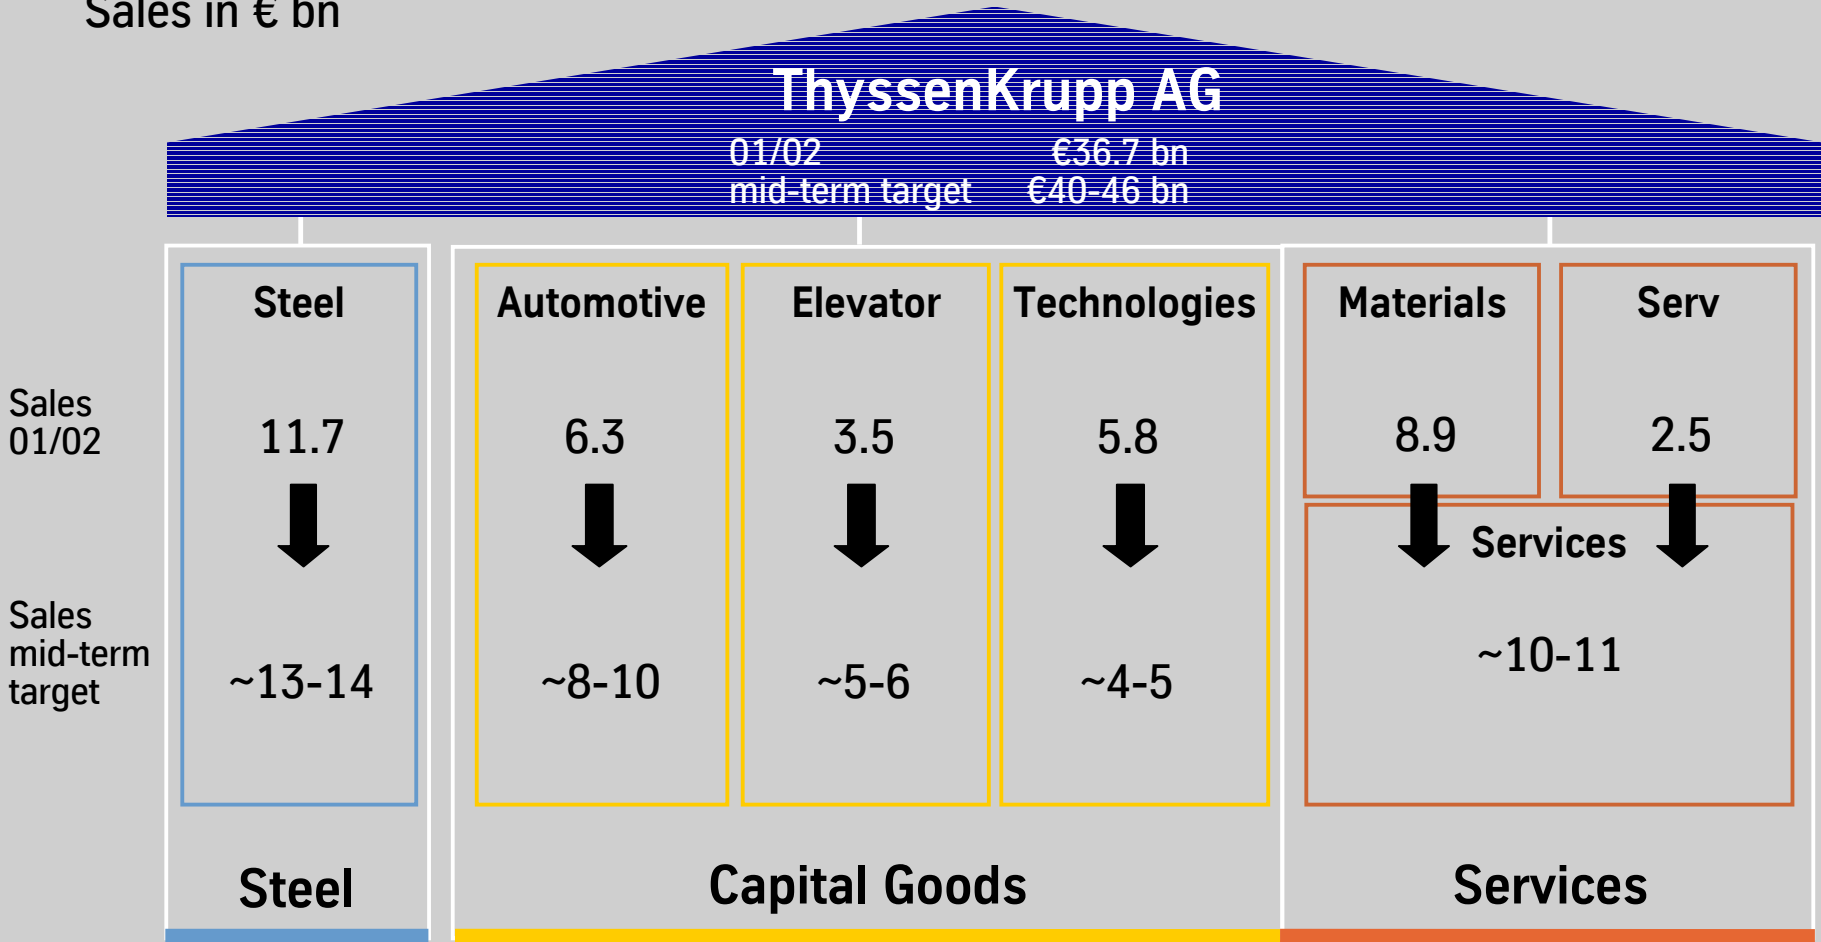 Sales in € bn
ThyssenKrupp AG
01/02 €36.7 bn
mid-term target €40-46 bn
Steel Automotive Elevator Technologies Materials Serv
Sales
01/02
11.7 6.3 3.5 5.8 8.9 2.5
Services
Sales
mid-term
target
~13-14 ~8-10 ~5-6 ~4-5 ~10-11
Steel Capital Goods Services